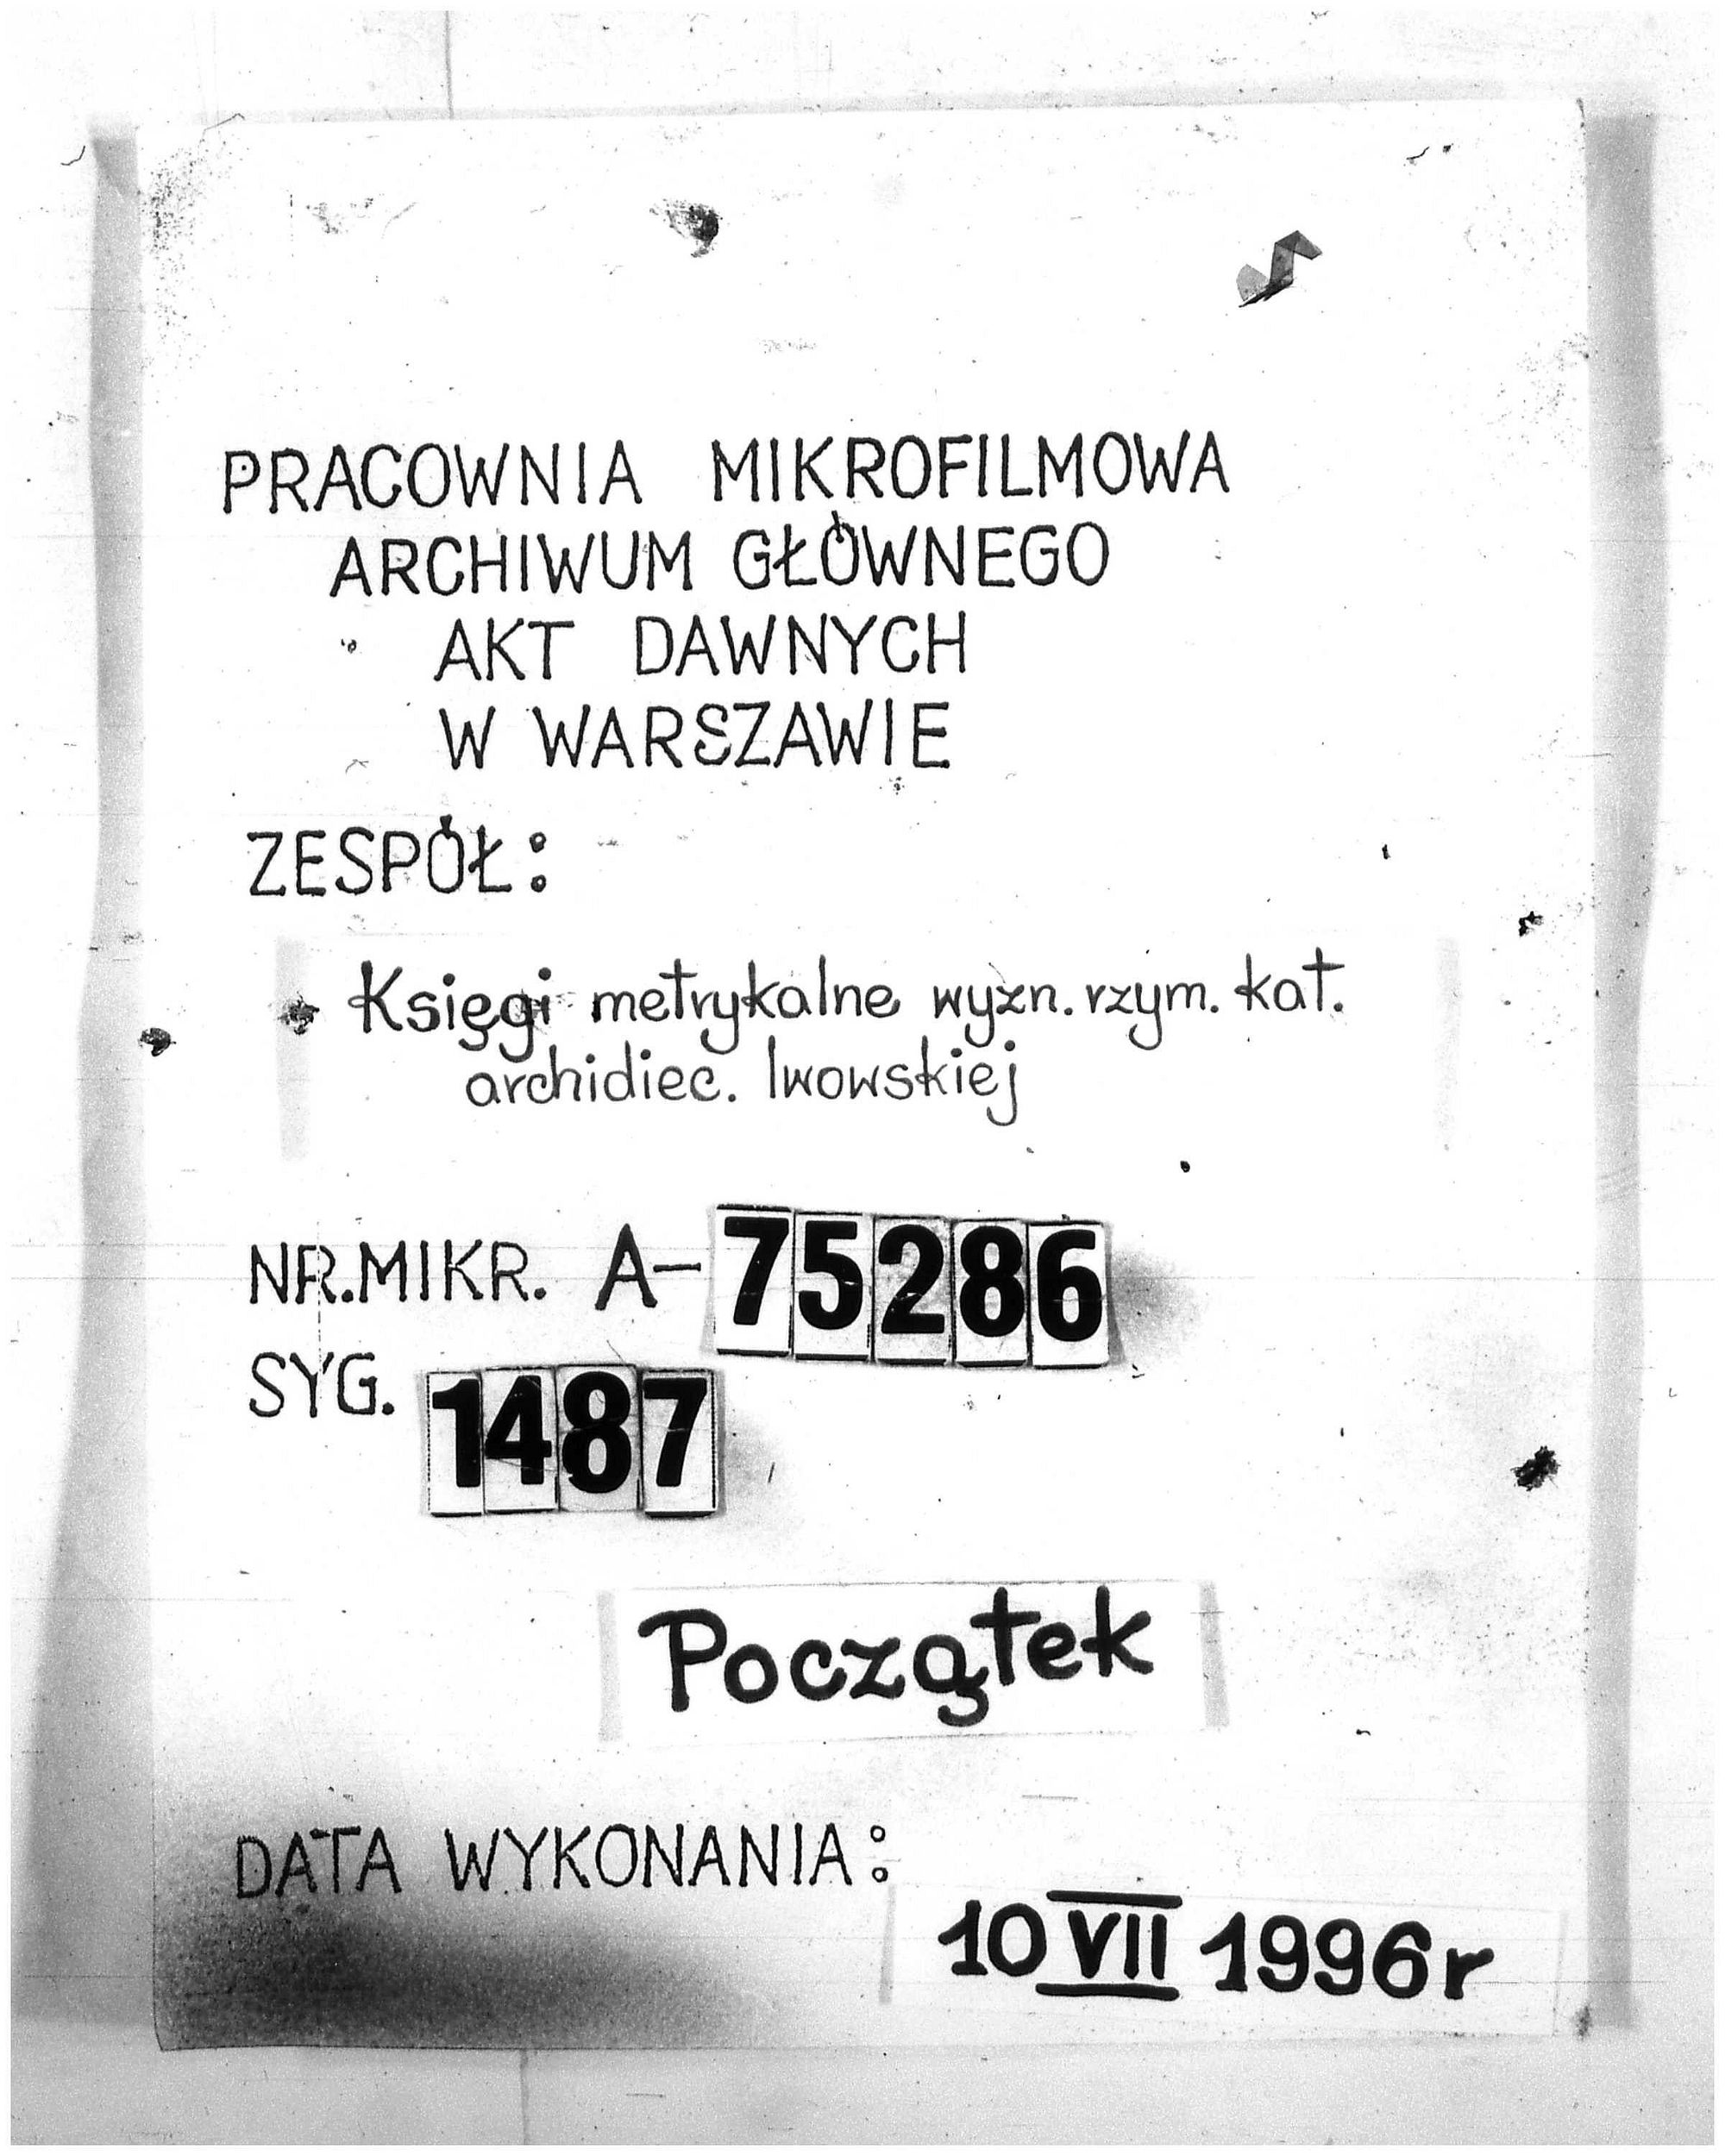 PRACOWNIA MIKROFILMOWA
ARCHIWUM GŁÓWNEGO
AKT DAWNYCH
W WARSZAWIE
ZESPÓŁ:
Księgi metrykalne wyzn. rzym. kat.
archidiec. lwowskiej
NR.MIKR. A-75286
SYG. 1487
Początek
DATA WYKONANIA:
10 VII 1996r